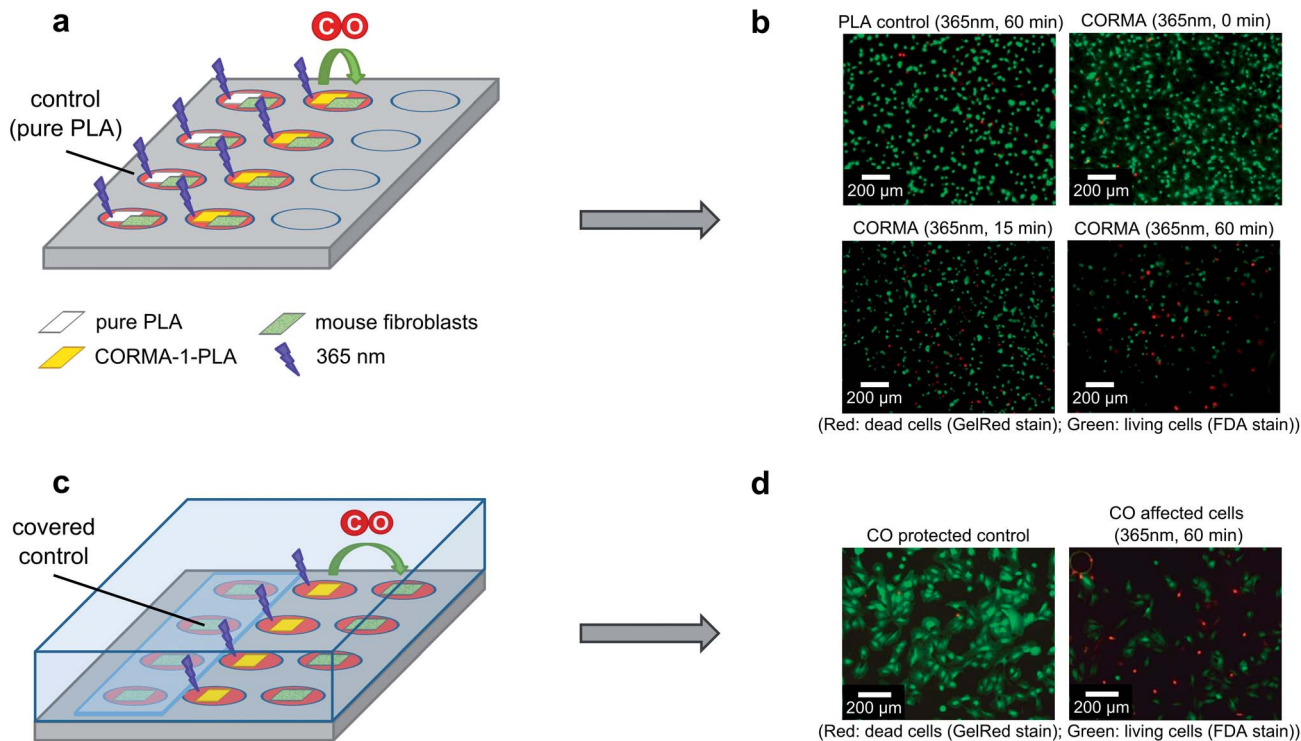 a
CO
control
(pure PLA)
pure PLA
mouse fibroblasts
CORMA-1-PLA
365 nm
b
PLA control (365nm, 60 min)
CORMA (365nm, 0 min)
200 µm
200 µm
CORMA (365nm, 15 min)
CORMA (365nm, 60 min)
200 µm
200 µm
(Red: dead cells (GelRed stain); Green: living cells (FDA stain))
c
CO
covered
control
d
CO protected control
CO affected cells
(365nm, 60 min)
200 µm
200 µm
(Red: dead cells (GelRed stain); Green: living cells (FDA stain))